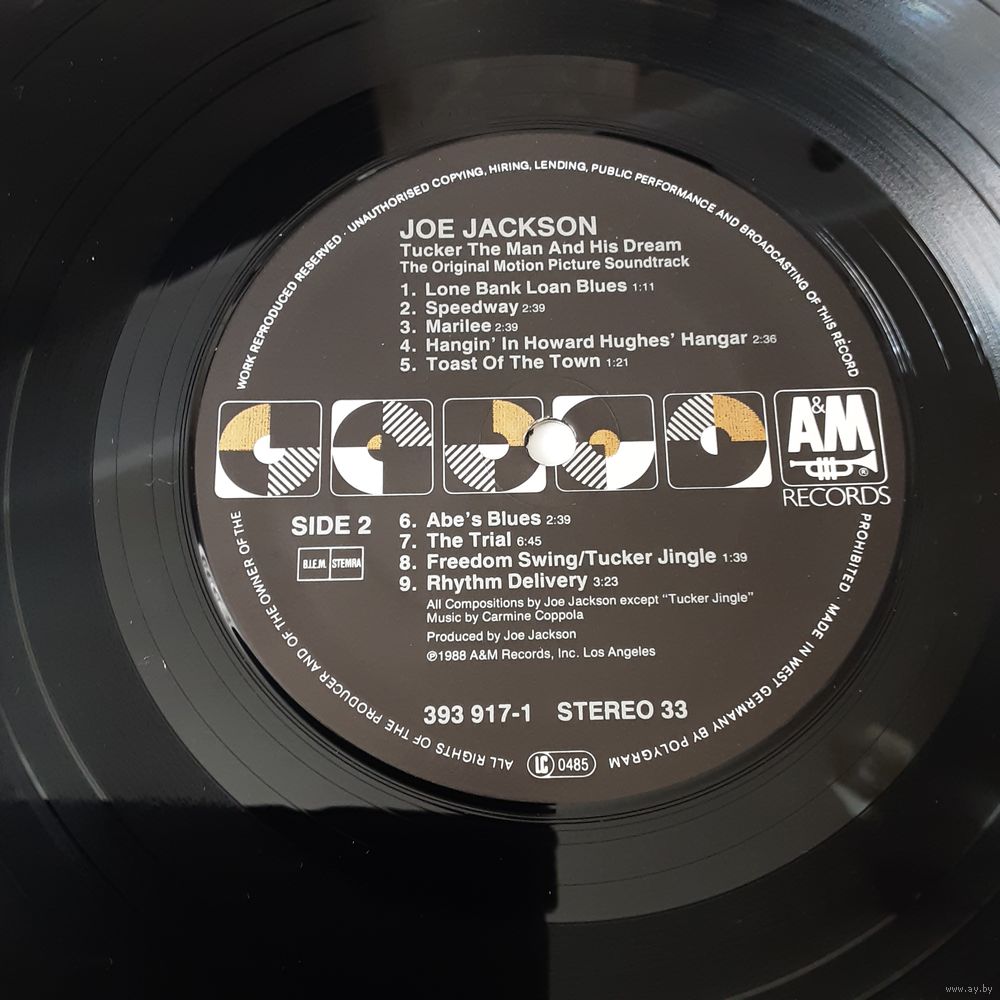 WORK REPRODUCED RESERVED · UNAUTHORISED COPYING, HIRING, LENDING, PUBLIC PERFORMANCE AND BROADCASTING OF THIS RECORD
JOE JACKSON
Tucker The Man And His Dream
The Original Motion Picture Soundtrack
1. Lone Bank Loan Blues 1:11
2. Speedway 2:39
3. Marilee 2:39
4. Hangin' In Howard Hughes' Hangar 2:36
5. Toast Of The Town 1:21
A&M
®
RECORDS
SIDE 2
B.I.E.M. STEMRA
6. Abe's Blues 2:39
7. The Trial 6:45
8. Freedom Swing/Tucker Jingle 1:39
9. Rhythm Delivery 3:23
All Compositions by Joe Jackson except "Tucker Jingle"
Music by Carmine Coppola
Produced by Joe Jackson
℗1988 A&M Records, Inc. Los Angeles
393 917-1 STEREO 33
LC 0485
ALL RIGHTS OF THE PRODUCER AND OF THE OWNER OF THE
PROHIBITED · MADE IN WEST GERMANY BY POLYGRAM
www.ay.by